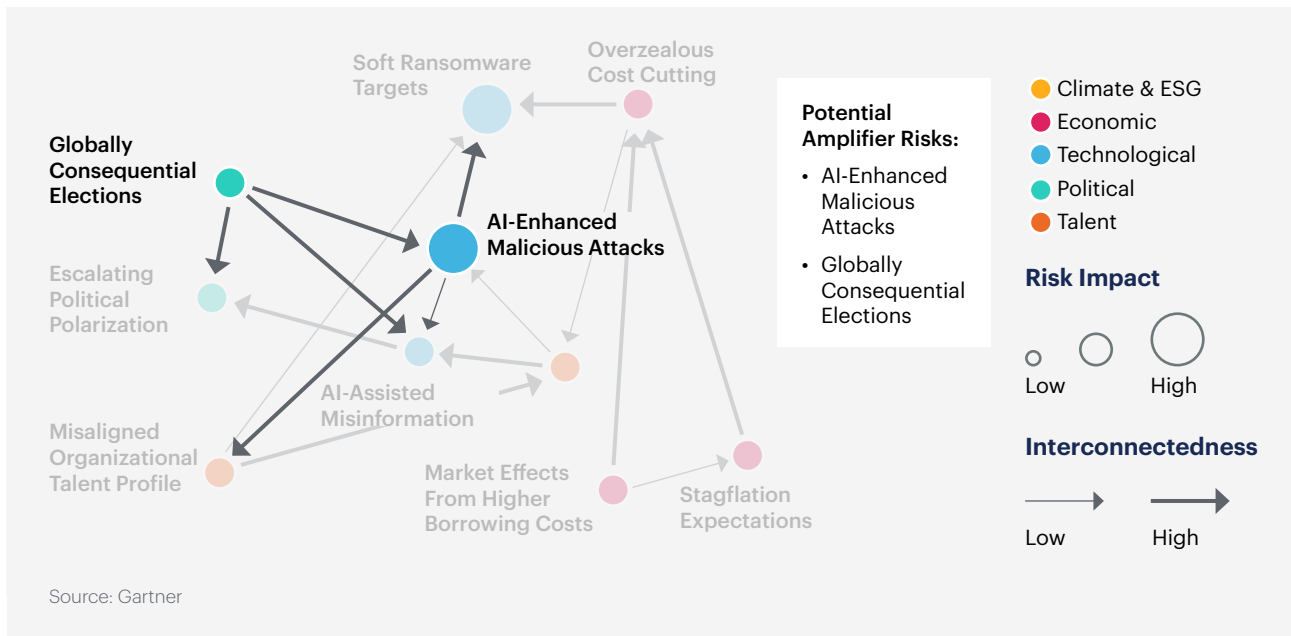 Soft Ransomware
Targets
Overzealous
Cost Cutting
Globally
Consequential
Elections
AI-Enhanced
Malicious Attacks
Escalating
Political
Polarization
AI-Assisted
Misinformation
Misaligned
Organizational
Talent Profile
Market Effects
From Higher
Borrowing Costs
Stagflation
Expectations
Potential
Amplifier Risks:
• AI-Enhanced
Malicious
Attacks
• Globally
Consequential
Elections
Climate & ESG
Economic
Technological
Political
Talent
Risk Impact
Low
High
Interconnectedness
Low
High
Source: Gartner